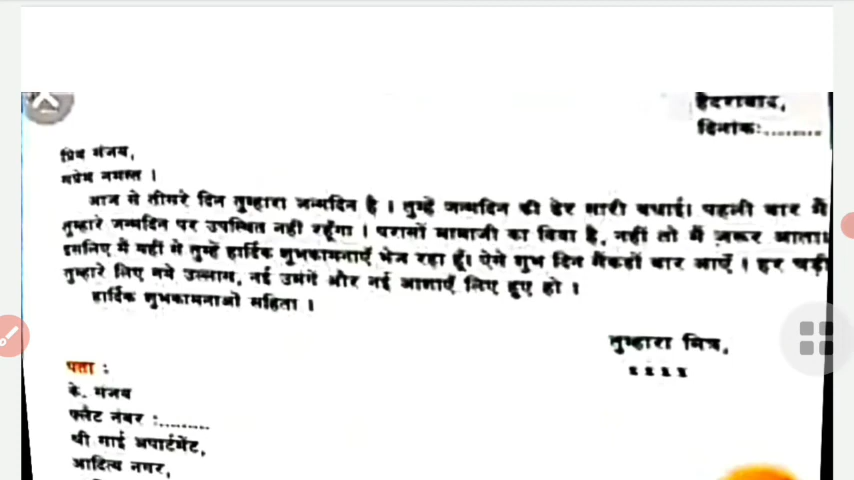 हैदराबाद,
दिनांक:.........
प्रिय संजय,
सप्रेम नमस्ते ।
आज से तीसरे दिन तुम्हारा जन्मदिन है । तुम्हें जन्मदिन की ढेर सारी बधाई। पहली बार मैं
तुम्हारे जन्मदिन पर उपस्थित नहीं रहूँगा । परसों मामाजी का विवा है, नहीं तो मैं ज़रूर आता।
इसलिए मैं यहीं से तुम्हें हार्दिक शुभकामनाएँ भेज रहा हूँ। ऐसे शुभ दिन सैंकडों बार आएँ । हर घड़ी
तुम्हारे लिए नये उल्लास, नई उमंगें और नई आशाएँ लिए हुए हो ।
हार्दिक शुभकामनाओं सहिता ।
तुम्हारा मित्र,
x x x x
पता :
के. संजय
फ्लैट नंबर :.........
श्री साई अपार्टमेंट,
आदित्य नगर,